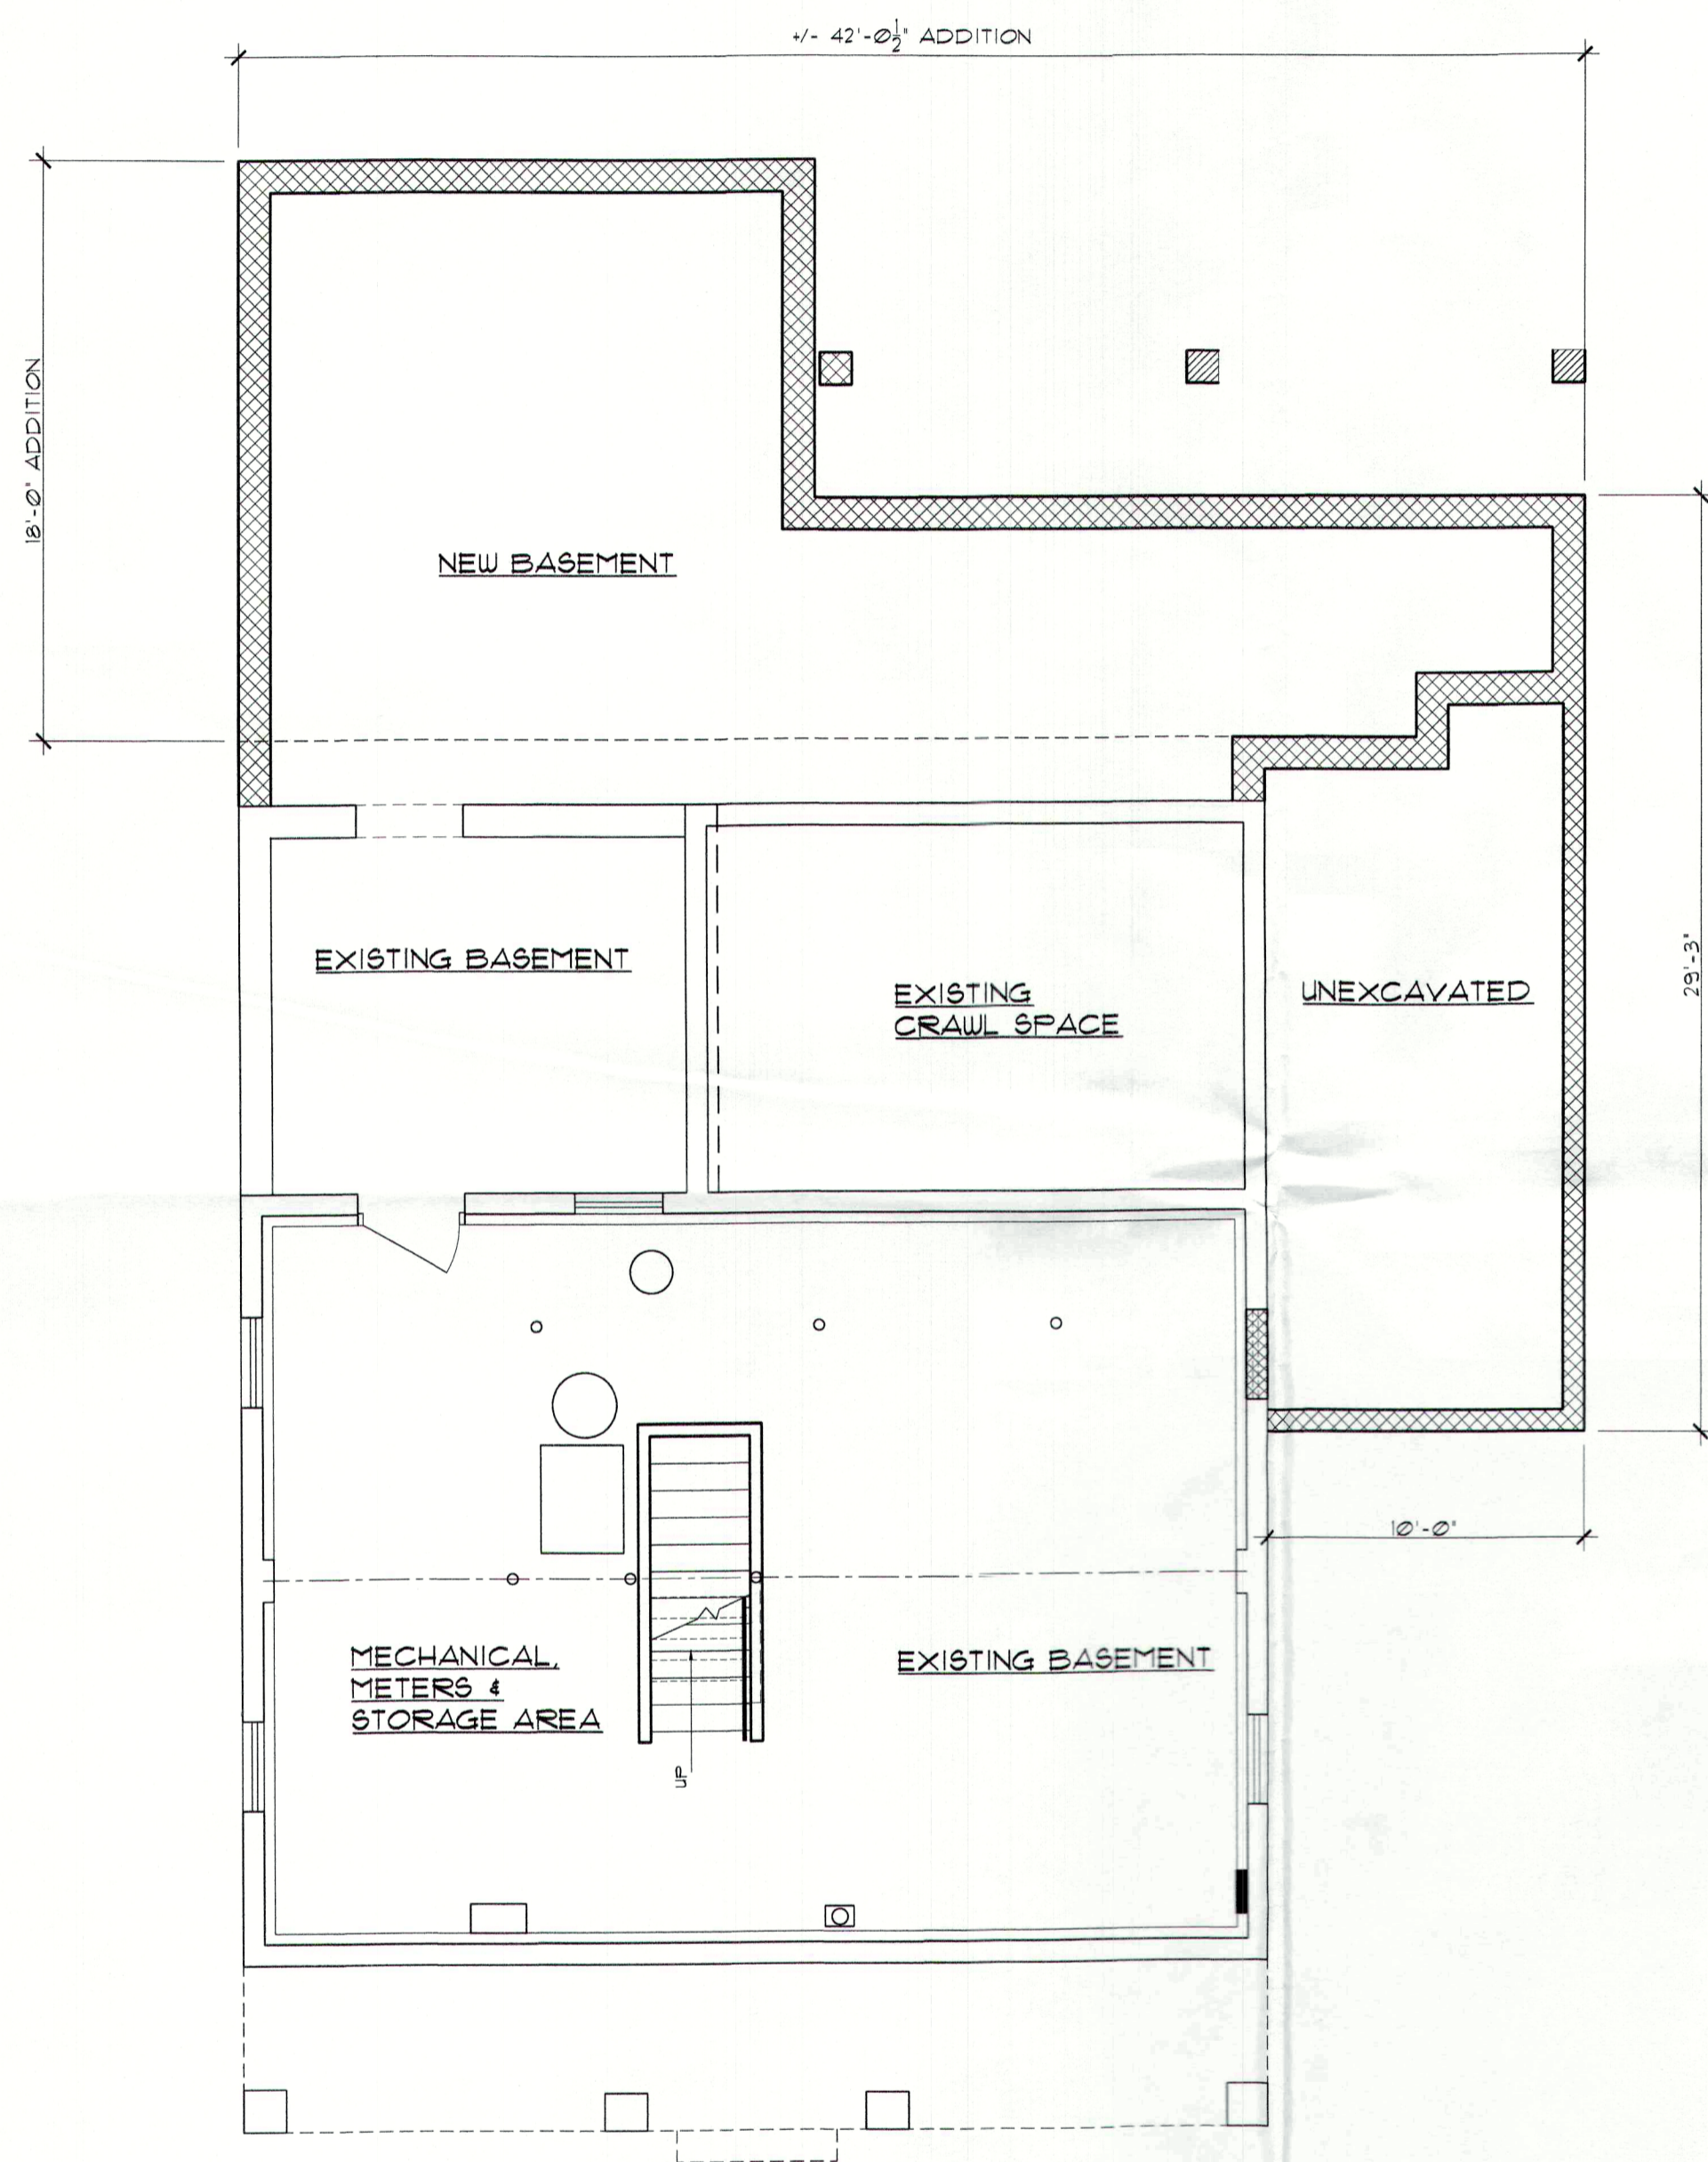 +/- 42'-0½" ADDITION
18'-0" ADDITION
NEW BASEMENT
EXISTING BASEMENT
EXISTING
CRAWL SPACE
UNEXCAVATED
29'-3"
10'-0"
MECHANICAL,
METERS &
STORAGE AREA
EXISTING BASEMENT
UP